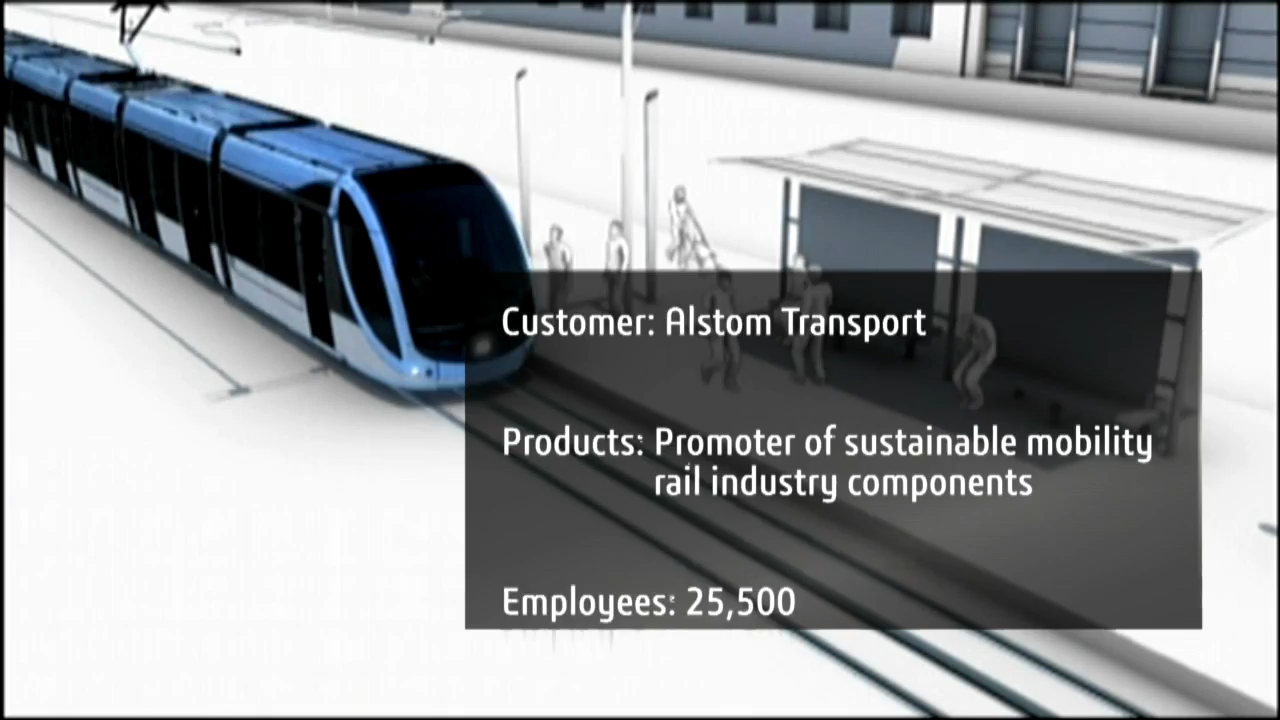 Customer: Alstom Transport
Products: Promoter of sustainable mobility
rail industry components
Employees: 25,500